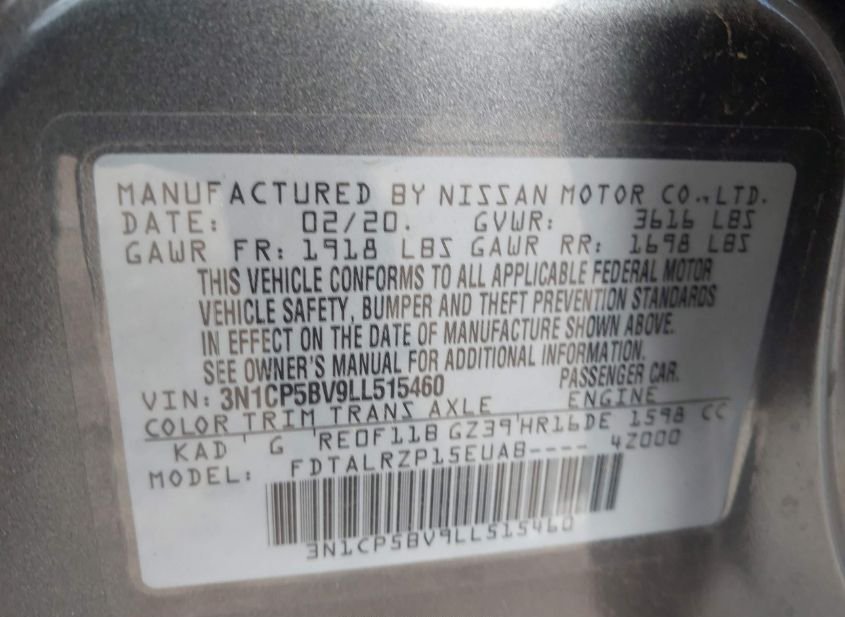 MANUFACTURED BY NISSAN MOTOR CO.,LTD.
DATE: 02/20. GVWR: 3616 LBS
GAWR FR: 1918 LBS GAWR RR: 1698 LBS
THIS VEHICLE CONFORMS TO ALL APPLICABLE FEDERAL MOTOR
VEHICLE SAFETY, BUMPER AND THEFT PREVENTION STANDARDS
IN EFFECT ON THE DATE OF MANUFACTURE SHOWN ABOVE.
SEE OWNER'S MANUAL FOR ADDITIONAL INFORMATION.
VIN: 3N1CP5BV9LL515460 PASSENGER CAR.
COLOR TRIM TRANS AXLE ENGINE
KAD G RE0F11B GZ39 HR16DE 1598 CC
MODEL: FDTALRZP15EUAB---- 4Z000
3N1CP5BV9LL515460